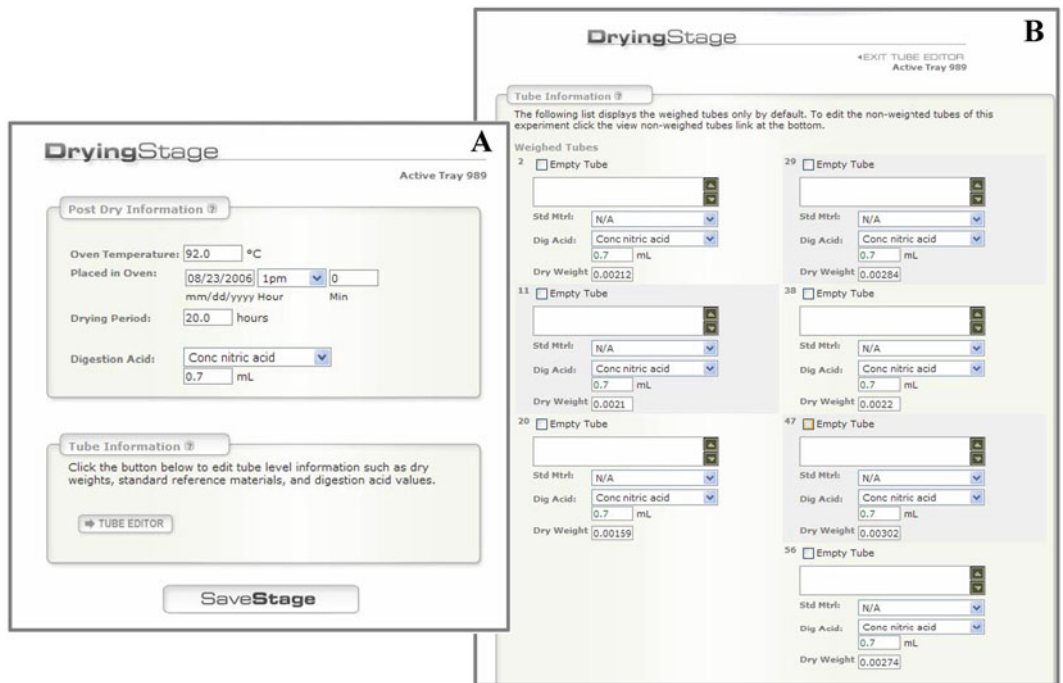 A
DryingStage
Active Tray 989
Post Dry Information ?
Oven Temperature: 92.0 °C
Placed in Oven: 08/23/2006 1pm 0
mm/dd/yyyy Hour Min
Drying Period: 20.0 hours
Digestion Acid: Conc nitric acid
0.7 mL
Tube Information ?
Click the button below to edit tube level information such as dry
weights, standard reference materials, and digestion acid values.
TUBE EDITOR
SaveStage
B
DryingStage
EXIT TUBE EDITOR
Active Tray 989
Tube Information ?
The following list displays the weighed tubes only by default. To edit the non-weighted tubes of this
experiment click the view non-weighed tubes link at the bottom.
Weighed Tubes
2 Empty Tube
Std Mtrl: N/A
Dig Acid: Conc nitric acid
0.7 mL
Dry Weight 0.00212
11 Empty Tube
Std Mtrl: N/A
Dig Acid: Conc nitric acid
0.7 mL
Dry Weight 0.0021
20 Empty Tube
Std Mtrl: N/A
Dig Acid: Conc nitric acid
0.7 mL
Dry Weight 0.00159
29 Empty Tube
Std Mtrl: N/A
Dig Acid: Conc nitric acid
0.7 mL
Dry Weight 0.00284
38 Empty Tube
Std Mtrl: N/A
Dig Acid: Conc nitric acid
0.7 mL
Dry Weight 0.0022
47 Empty Tube
Std Mtrl: N/A
Dig Acid: Conc nitric acid
0.7 mL
Dry Weight 0.00302
56 Empty Tube
Std Mtrl: N/A
Dig Acid: Conc nitric acid
0.7 mL
Dry Weight 0.00274